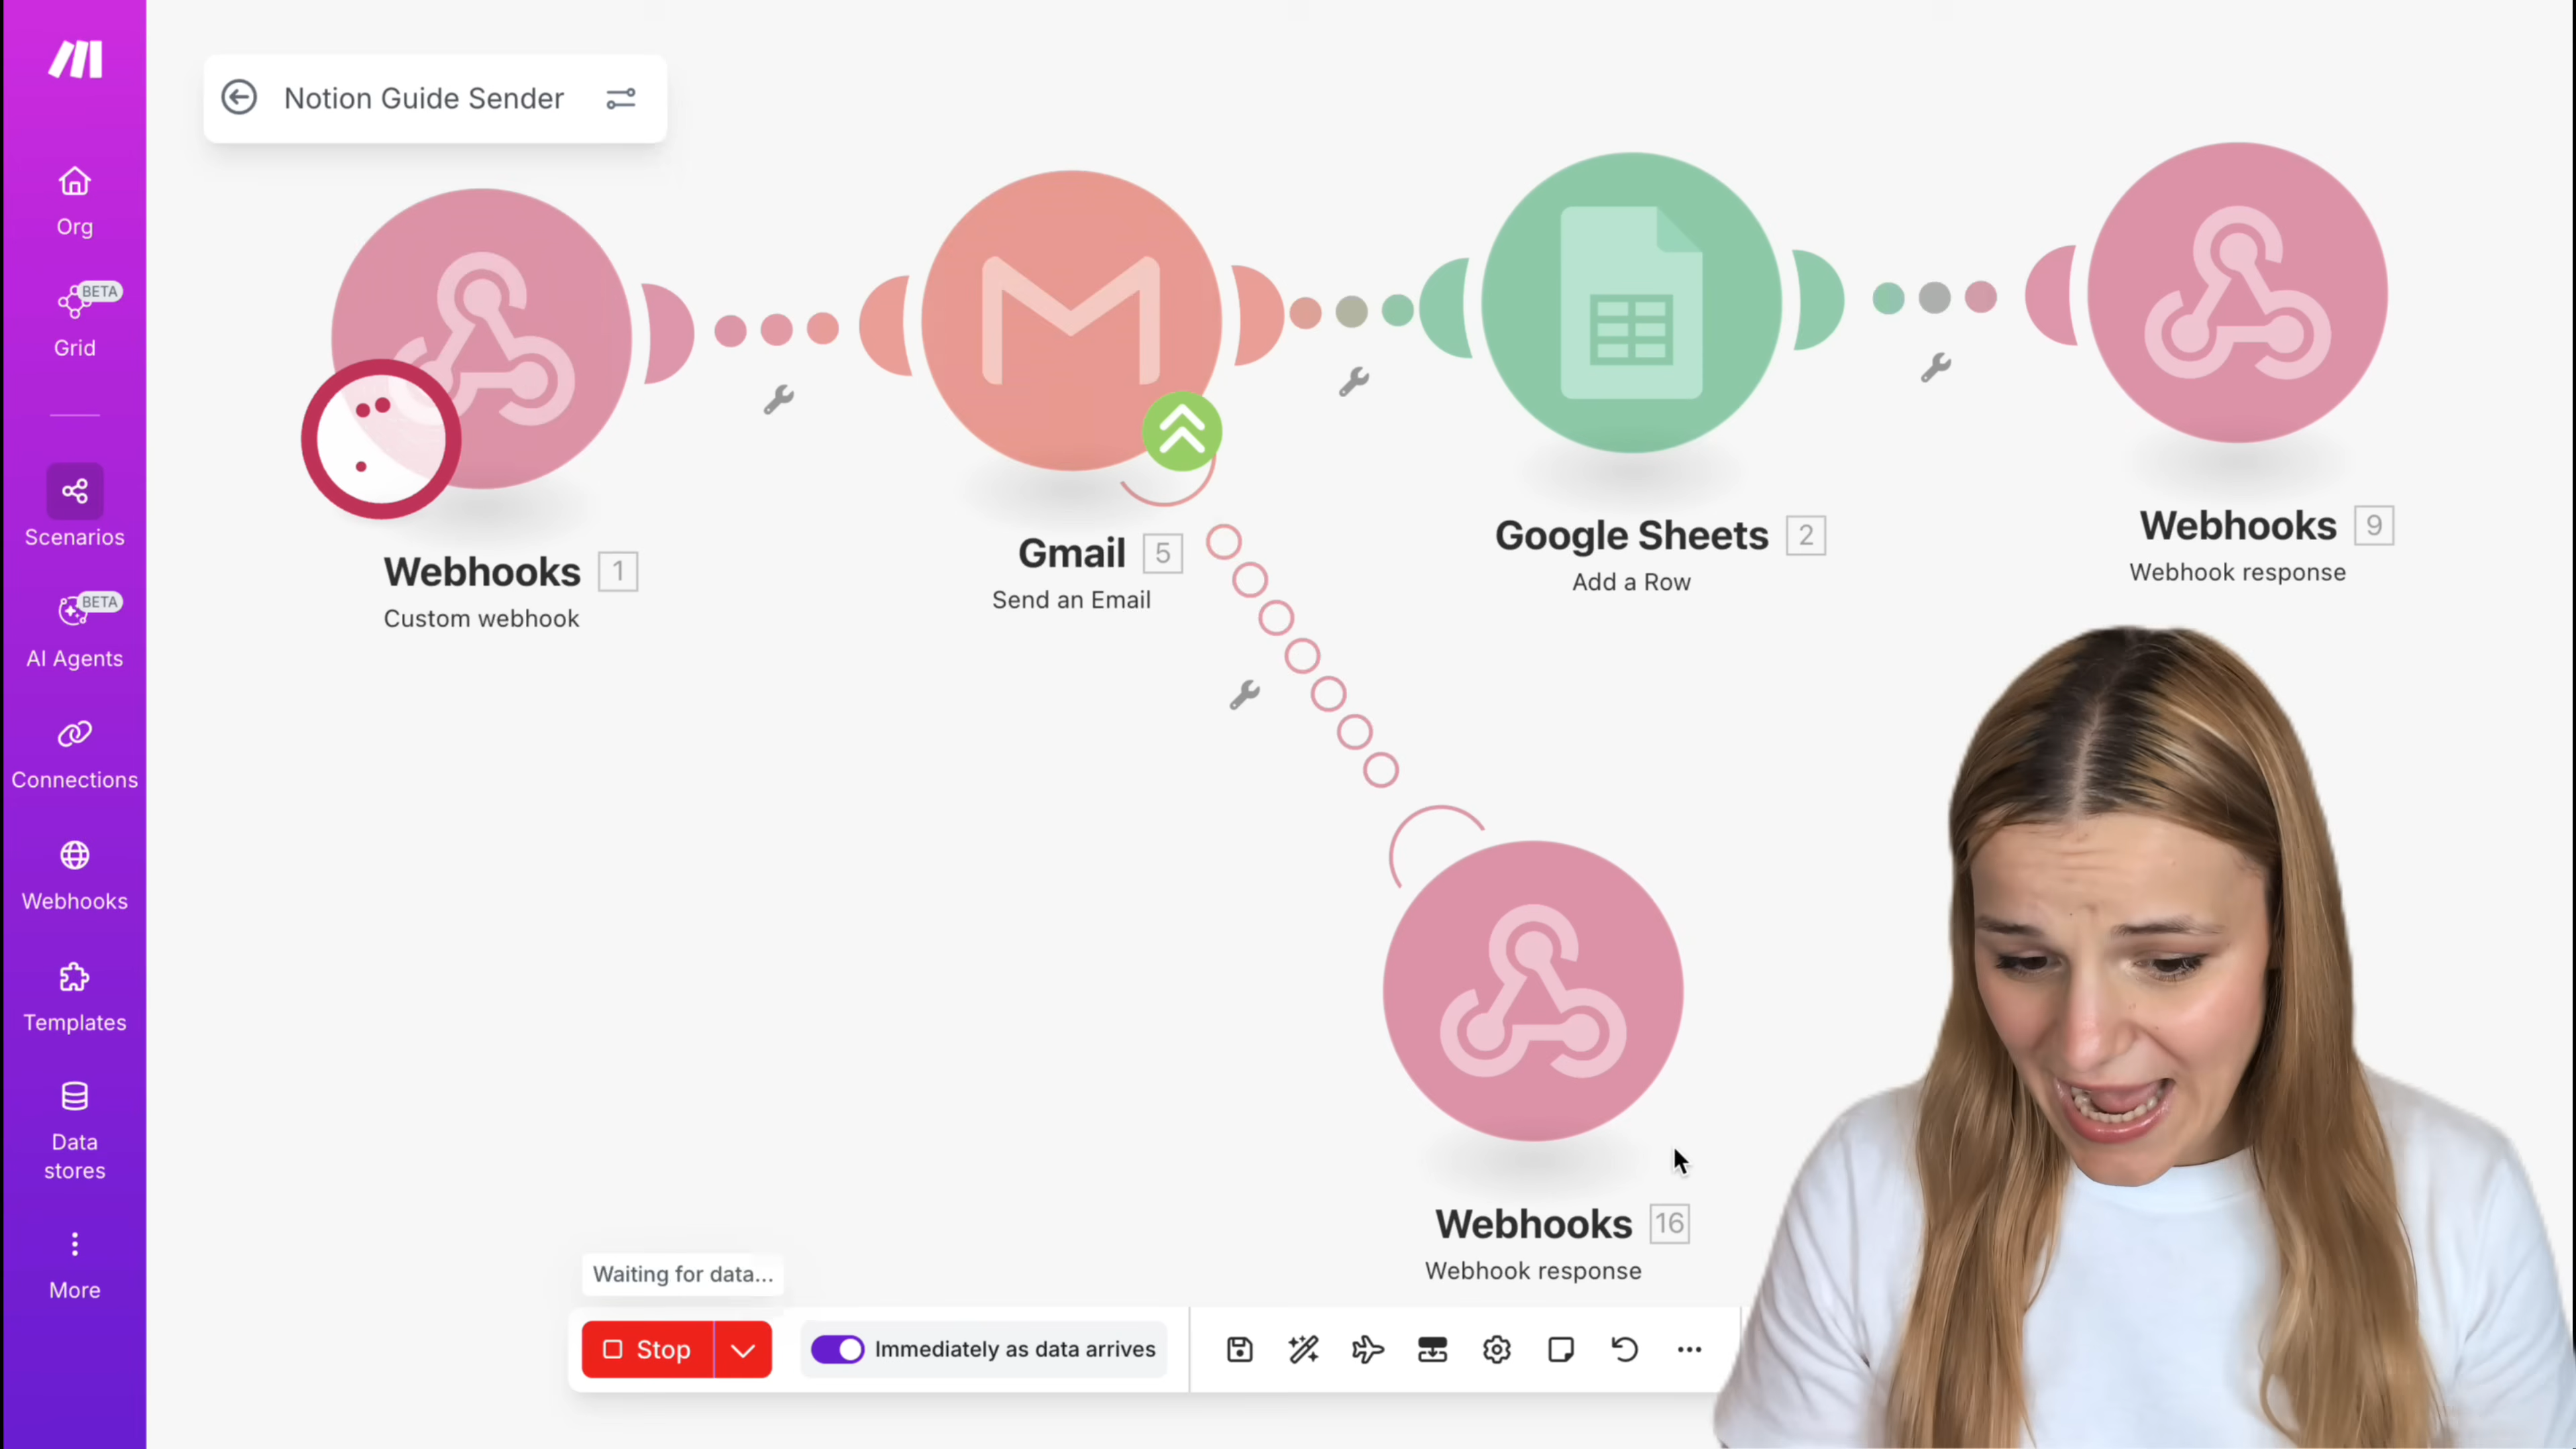 Notion Guide Sender
Org
BETA
Grid
Scenarios
BETA
AI Agents
Connections
Webhooks
Templates
Data
stores
More
Webhooks 1
Custom webhook
Gmail 5
Send an Email
Google Sheets 2
Add a Row
Webhooks 9
Webhook response
Webhooks 16
Webhook response
Waiting for data...
Stop
Immediately as data arrives